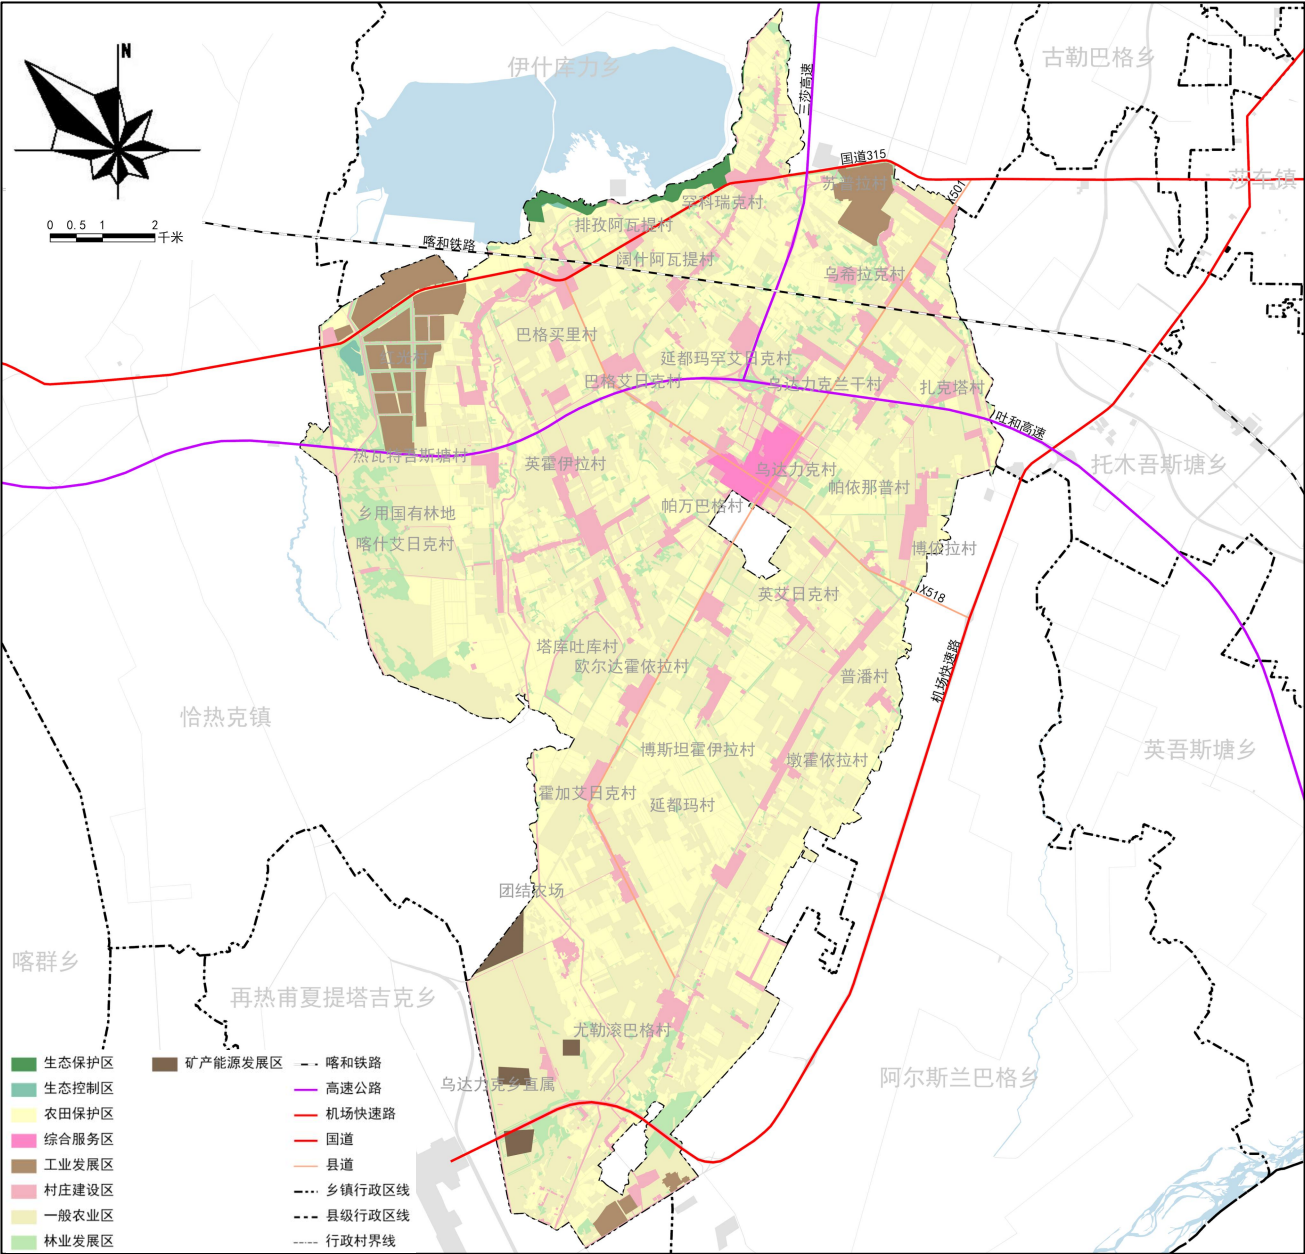 N
0 0.5 1 2
千米
伊什库力乡
古勒巴格乡
三莎高速
国道315
苏普拉村
莎车镇
K501
罕科瑞克村
排孜阿瓦提村
喀和铁路
阔什阿瓦提村
乌希拉克村
巴格买里村
延都玛罕艾日克村
巴格艾日克村
乌达力克兰干村
扎克塔村
吐和高速
热瓦特吾斯塘村
英霍伊拉村
乌达力克村
托木吾斯塘乡
帕依那普村
帕万巴格村
乡用国有林地
喀什艾日克村
博依拉村
英艾日克村
X518
塔库吐库村
欧尔达霍依拉村
机场快速路
普潘村
恰热克镇
博斯坦霍伊拉村
墩霍依拉村
英吾斯塘乡
霍加艾日克村
延都玛村
团结农场
喀群乡
再热甫夏提塔吉克乡
尤勒滚巴格村
乌达力克乡直属
阿尔斯兰巴格乡
生态保护区
生态控制区
农田保护区
综合服务区
工业发展区
村庄建设区
一般农业区
林业发展区
矿产能源发展区
喀和铁路
高速公路
机场快速路
国道
县道
乡镇行政区线
县级行政区线
行政村界线